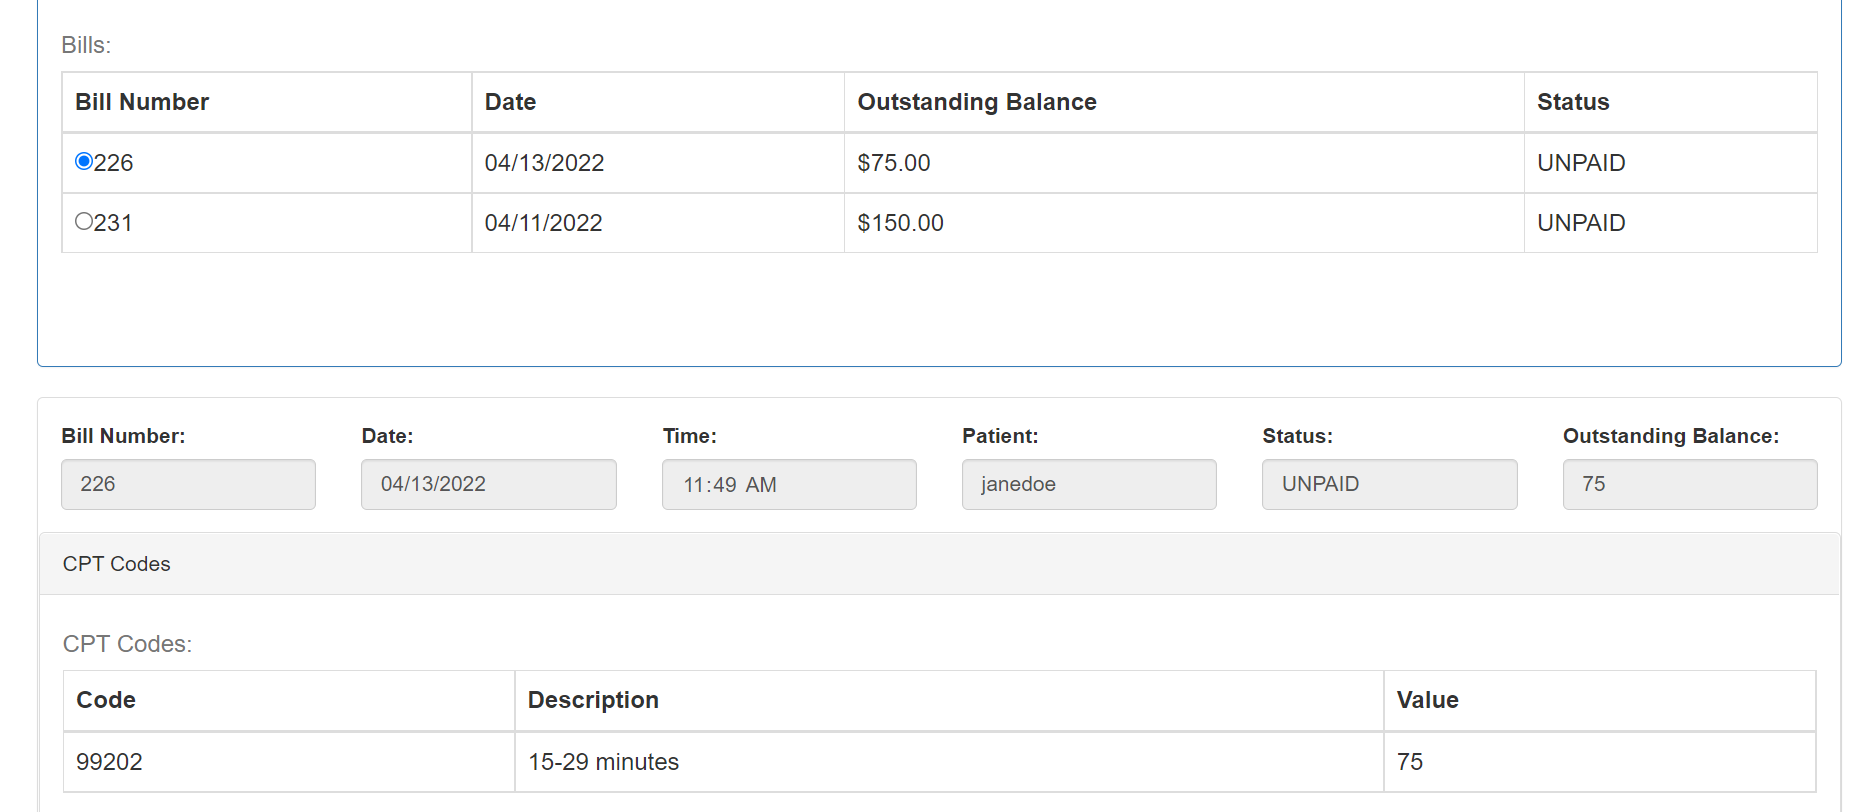 Bills:
Bill Number Date Outstanding Balance Status
226 04/13/2022 $75.00 UNPAID
231 04/11/2022 $150.00 UNPAID
Bill Number: Date: Time: Patient: Status: Outstanding Balance:
226 04/13/2022 11:49 AM janedoe UNPAID 75
CPT Codes
CPT Codes:
Code Description Value
99202 15-29 minutes 75